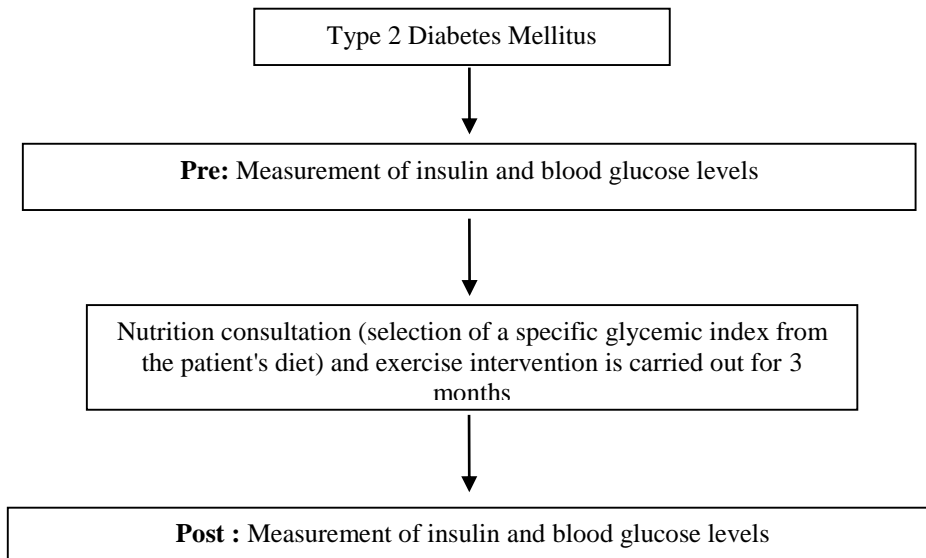 Type 2 Diabetes Mellitus
Pre: Measurement of insulin and blood glucose levels
Nutrition consultation (selection of a specific glycemic index from
the patient's diet) and exercise intervention is carried out for 3
months
Post : Measurement of insulin and blood glucose levels